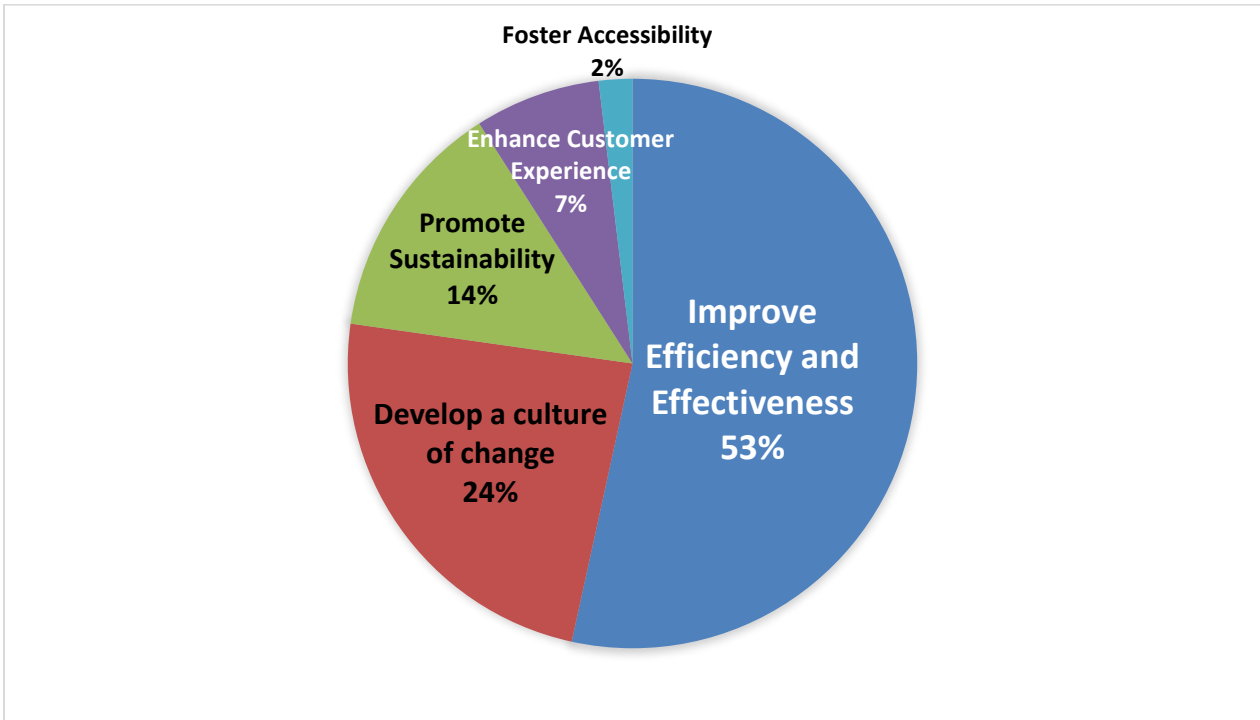 Foster Accessibility
2%
Enhance Customer
Experience
7%
Promote
Sustainability
14%
Improve
Efficiency and
Effectiveness
53%
Develop a culture
of change
24%